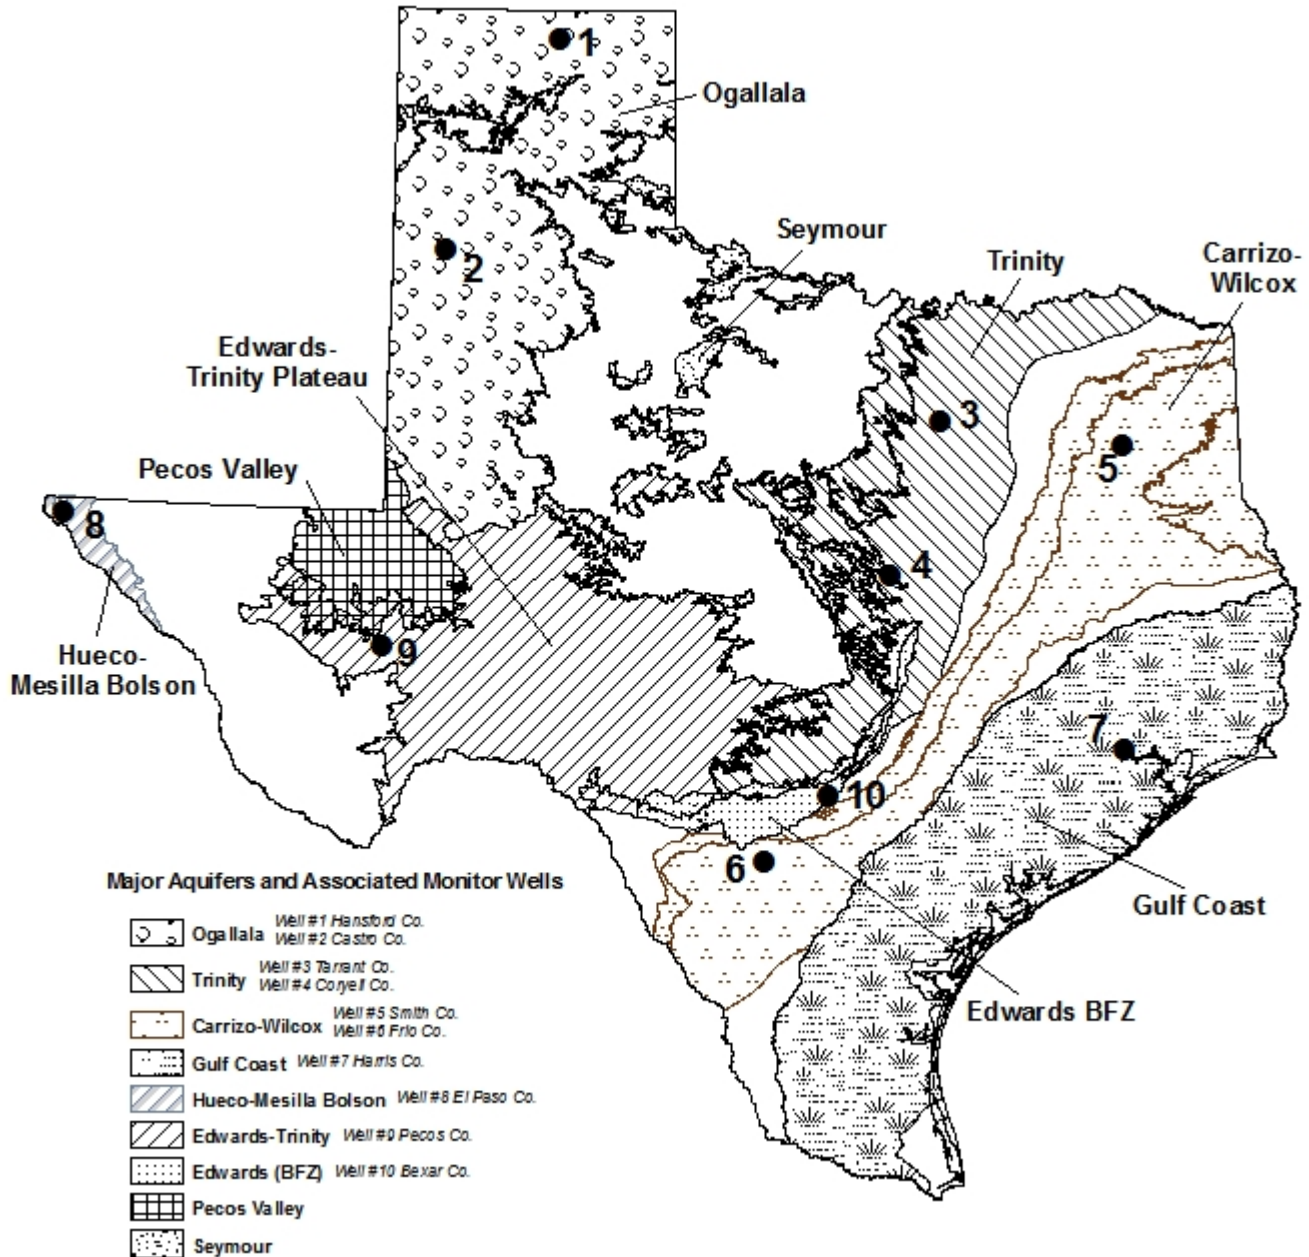 1
Ogallala
Seymour
Carrizo-
Wilcox
Trinity
2
Edwards-
Trinity Plateau
3
5
Pecos Valley
8
4
9
Hueco-
Mesilla Bolson
7
10
6
Gulf Coast
Edwards BFZ
Major Aquifers and Associated Monitor Wells
Ogallala Well #1 Hansford Co.
Well #2 Castro Co.
Trinity Well #3 Tarrant Co.
Well #4 Coryell Co.
Carrizo-Wilcox Well #5 Smith Co.
Well #6 Frio Co.
Gulf Coast Well #7 Harris Co.
Hueco-Mesilla Bolson Well #8 El Paso Co.
Edwards-Trinity Well #9 Pecos Co.
Edwards (BFZ) Well #10 Bexar Co.
Pecos Valley
Seymour